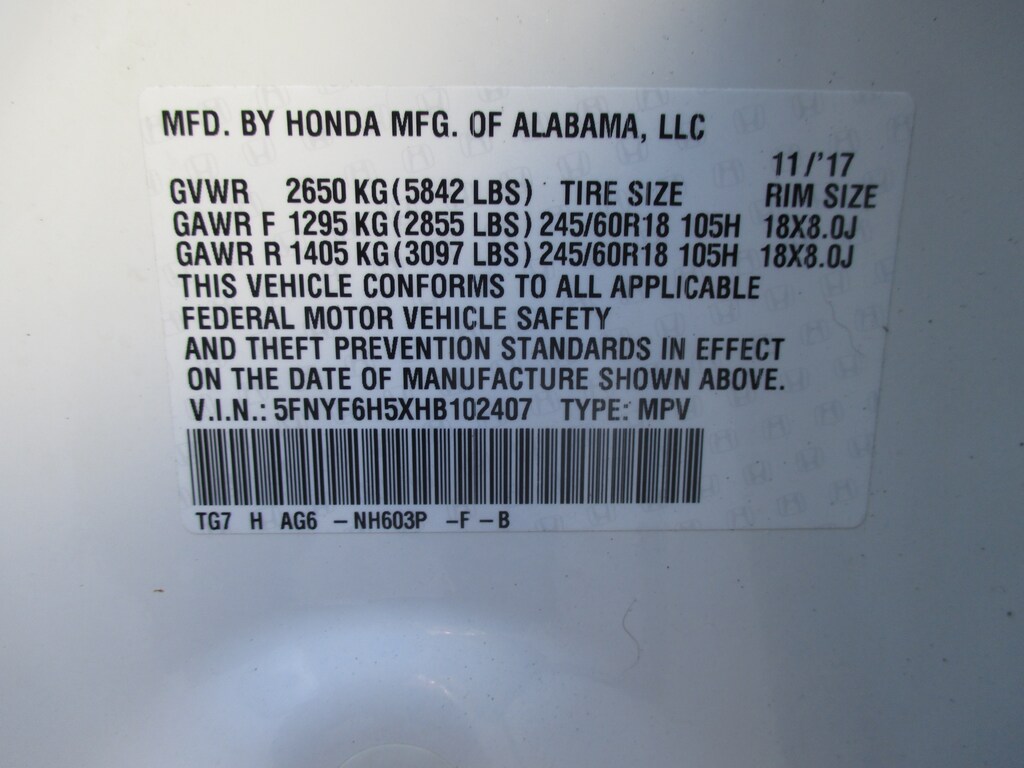 MFD. BY HONDA MFG. OF ALABAMA, LLC
11/'17
GVWR 2650 KG(5842 LBS) TIRE SIZE RIM SIZE
GAWR F 1295 KG(2855 LBS) 245/60R18 105H 18X8.0J
GAWR R 1405 KG(3097 LBS) 245/60R18 105H 18X8.0J
THIS VEHICLE CONFORMS TO ALL APPLICABLE
FEDERAL MOTOR VEHICLE SAFETY
AND THEFT PREVENTION STANDARDS IN EFFECT
ON THE DATE OF MANUFACTURE SHOWN ABOVE.
V.I.N.: 5FNYF6H5XHB102407 TYPE: MPV
TG7 H AG6 -NH603P -F-B